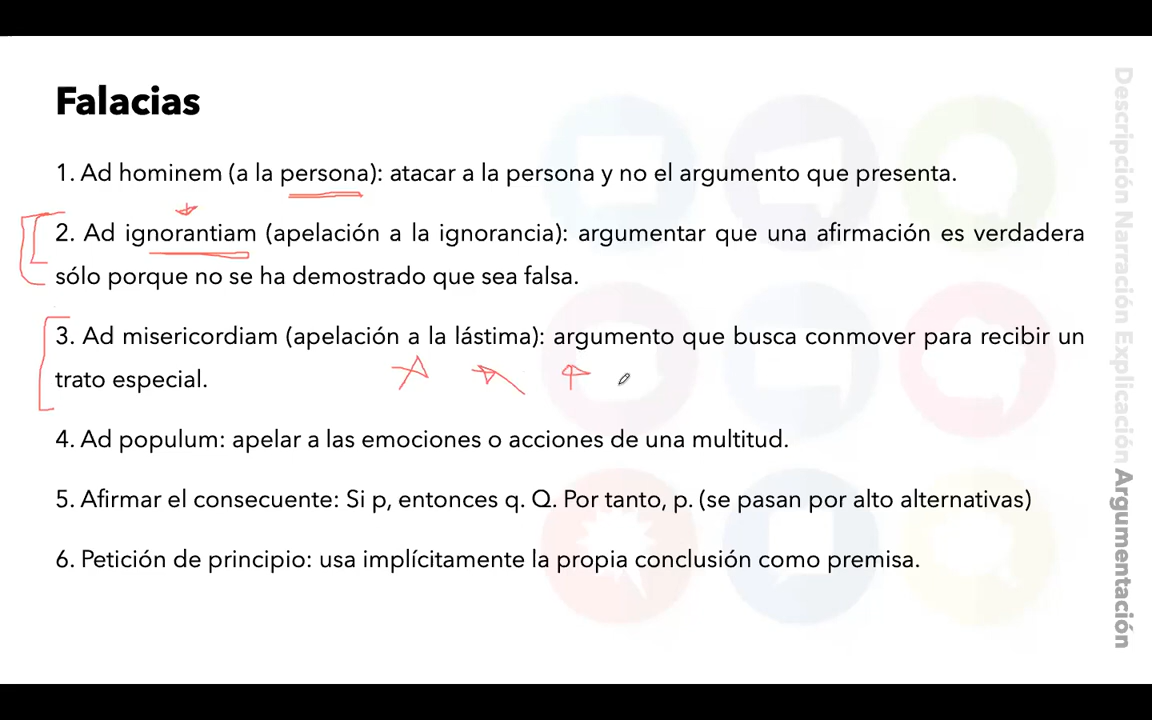 Falacias
1. Ad hominem (a la persona): atacar a la persona y no el argumento que presenta.
2. Ad ignorantiam (apelación a la ignorancia): argumentar que una afirmación es verdadera
sólo porque no se ha demostrado que sea falsa.
3. Ad misericordiam (apelación a la lástima): argumento que busca conmover para recibir un
trato especial.
4. Ad populum: apelar a las emociones o acciones de una multitud.
5. Afirmar el consecuente: Si p, entonces q. Q. Por tanto, p. (se pasan por alto alternativas)
6. Petición de principio: usa implícitamente la propia conclusión como premisa.
Descripción Narración Explicación Argumentación